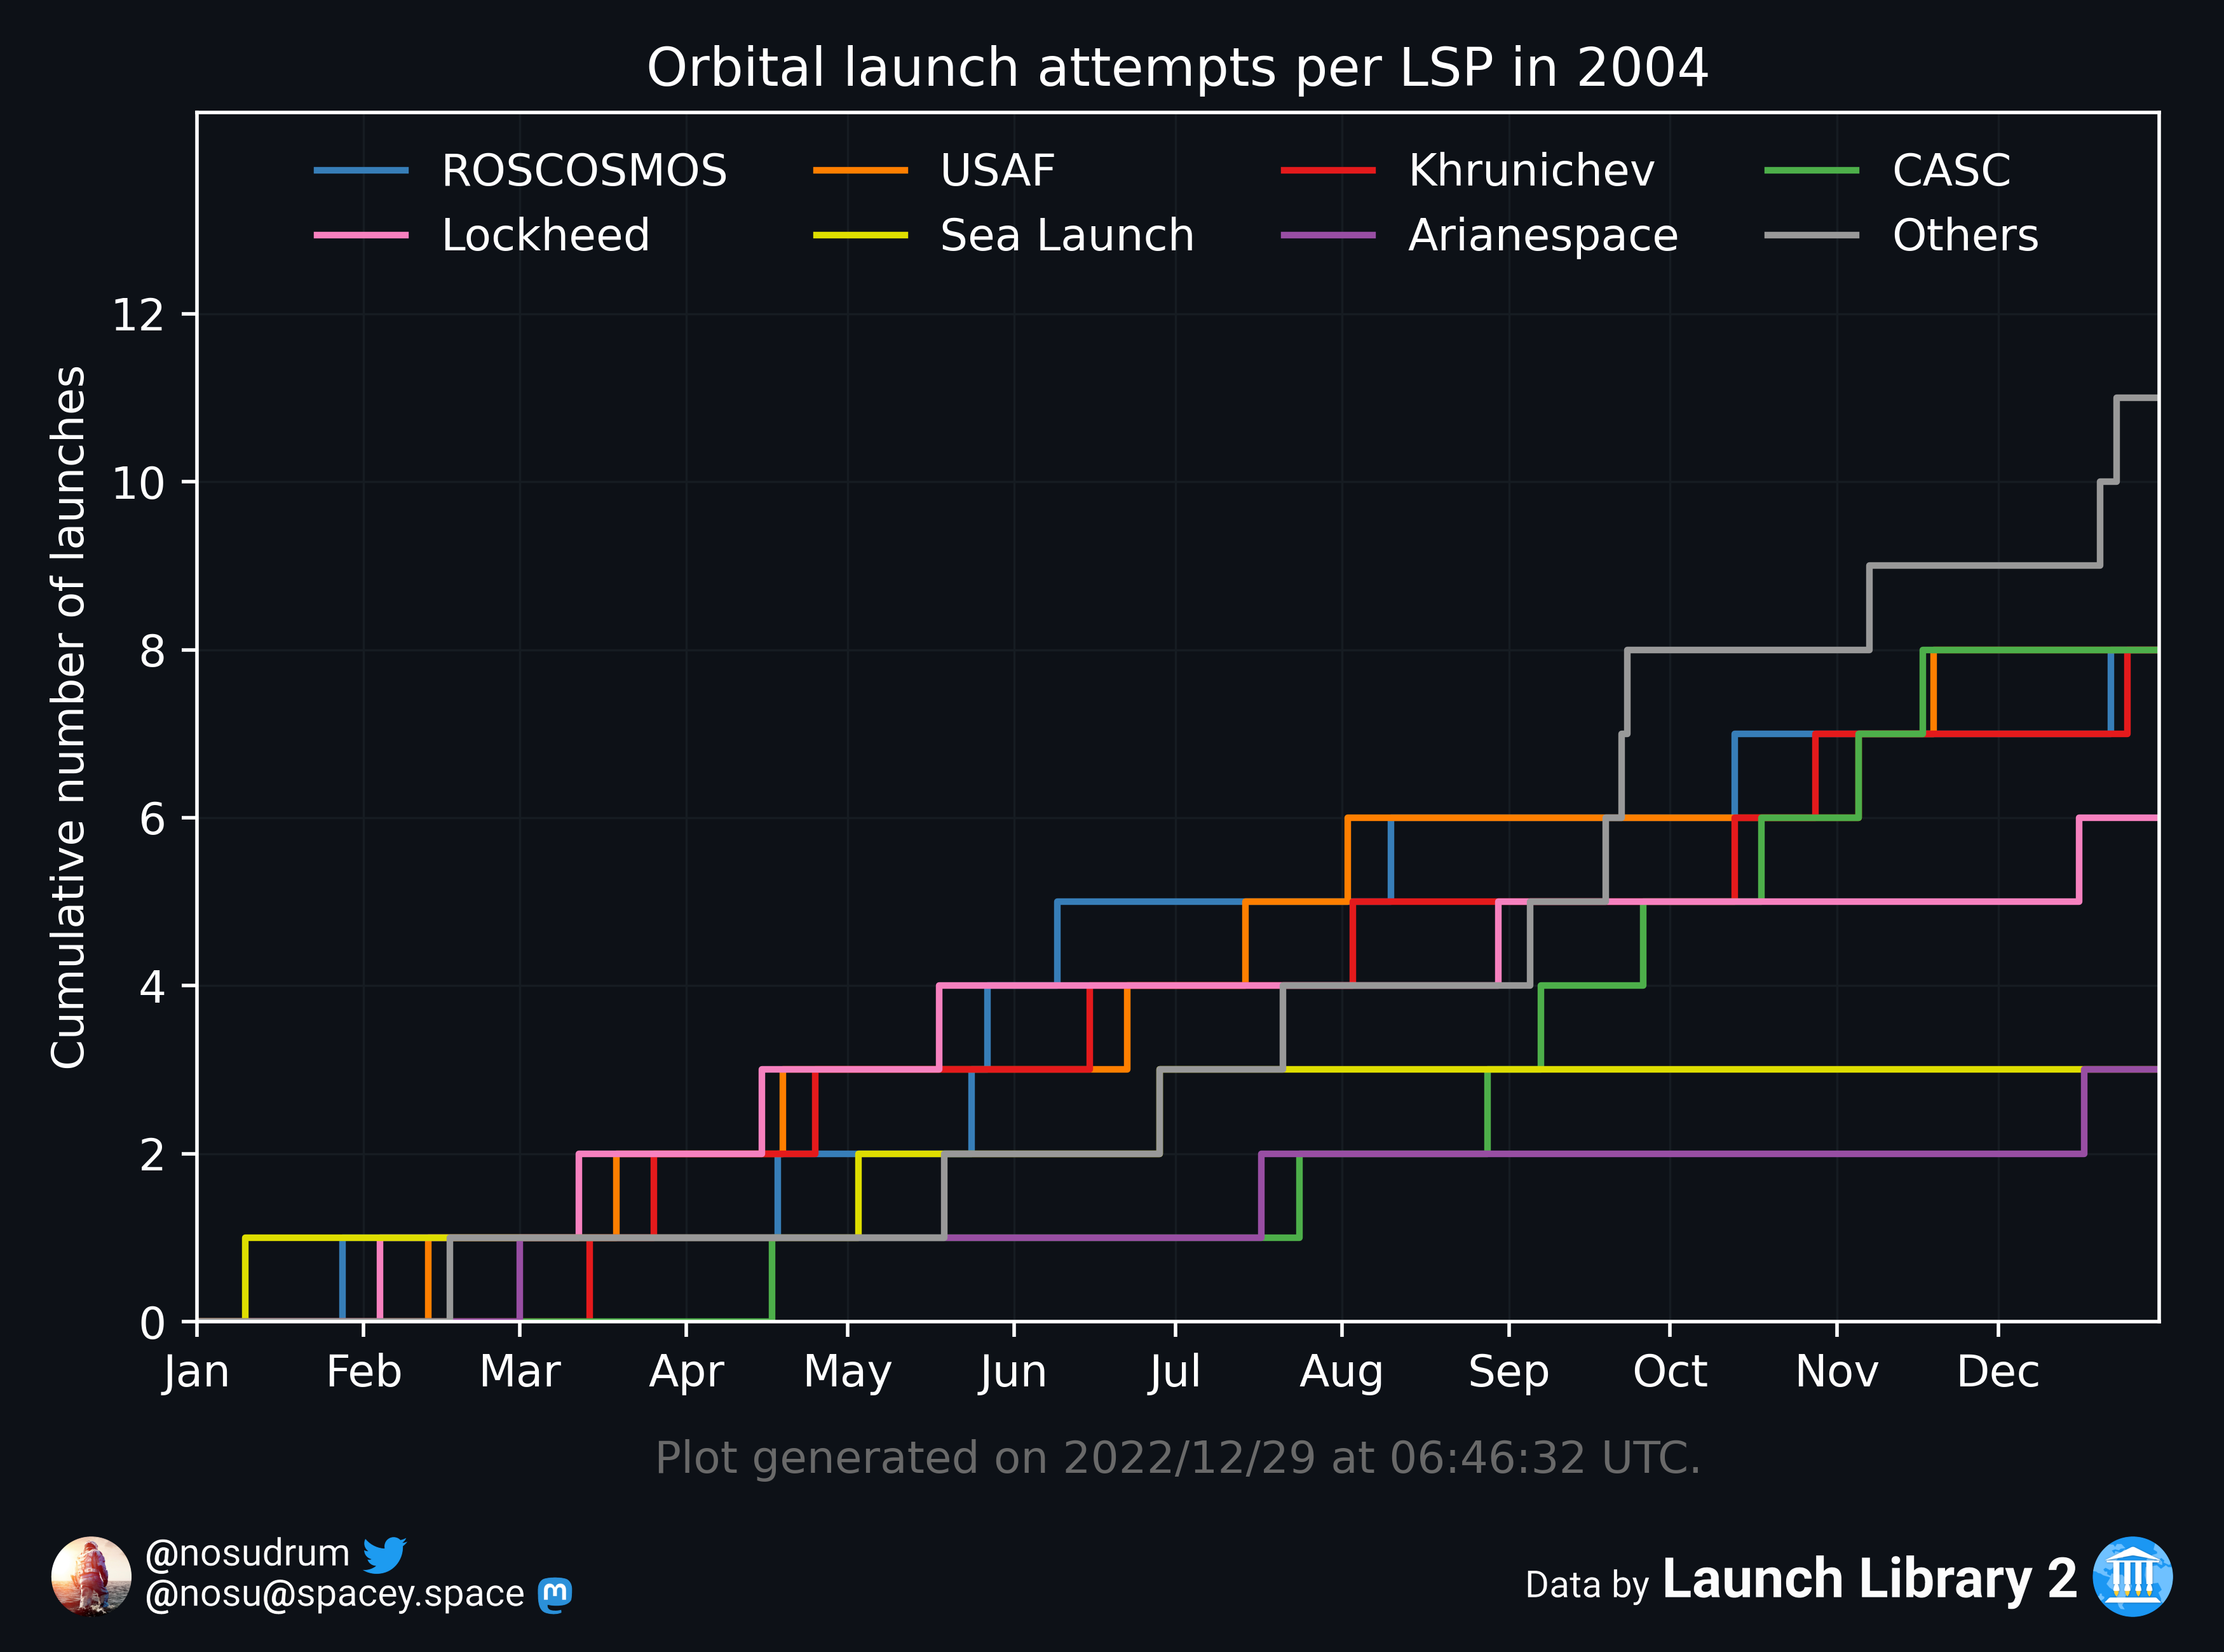 Orbital launch attempts per LSP in 2004
ROSCOSMOS USAF Khrunichev CASC
Lockheed Sea Launch Arianespace Others
Cumulative number of launches
12
10
8
6
4
2
0
Jan Feb Mar Apr May Jun Jul Aug Sep Oct Nov Dec
Plot generated on 2022/12/29 at 06:46:32 UTC.
@nosudrum
@nosu@spacey.space
Data by Launch Library 2